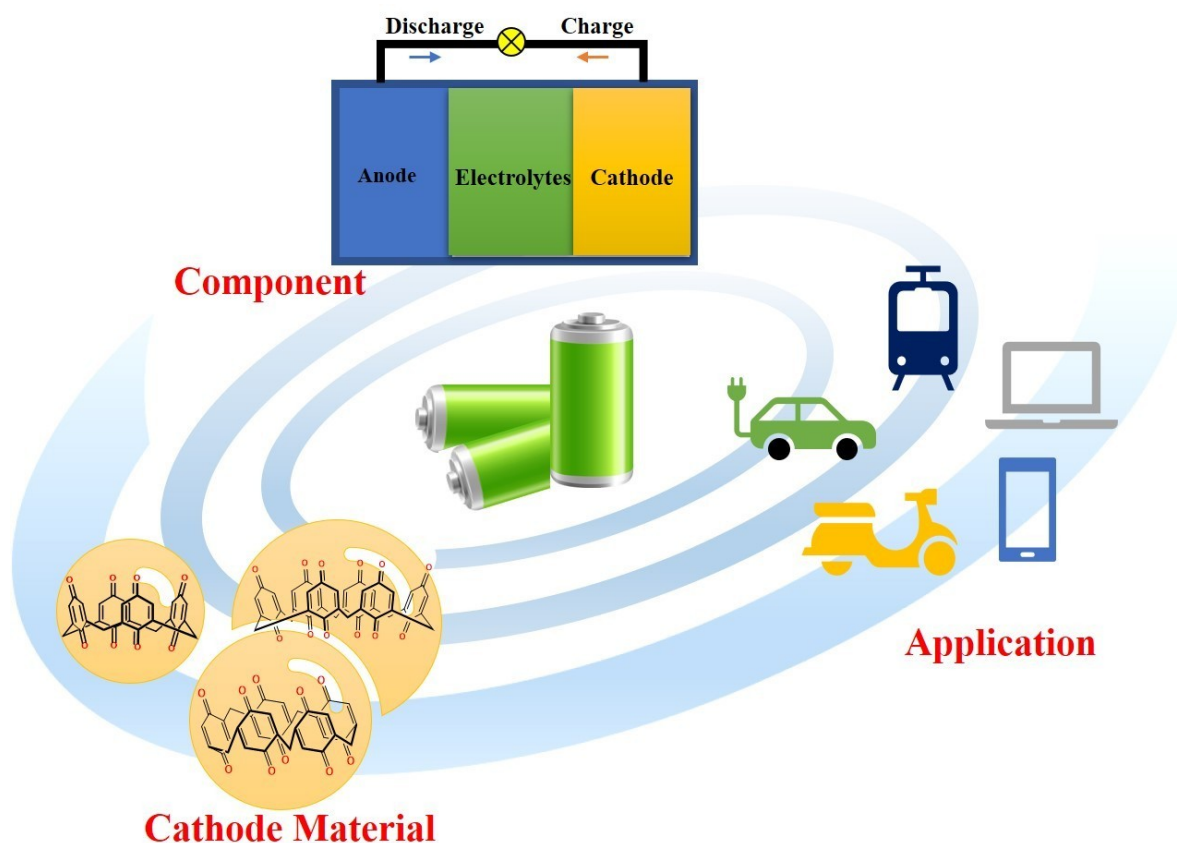 Discharge Charge
Anode Electrolytes Cathode
Component
Application
O O O O
O O O O
O O O O O O
O O O O O O
O O O O O
O O O O O
Cathode Material